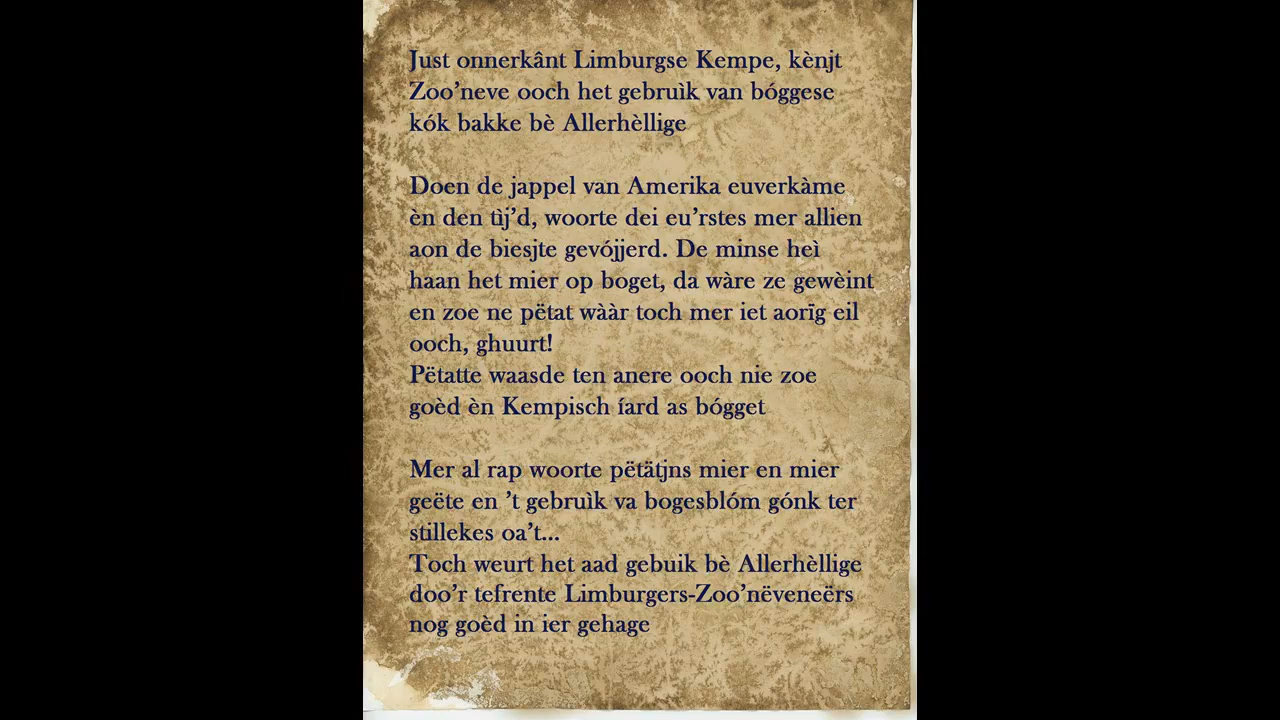 Just onnerkânt Limburgse Kempe, kènjt
Zoo’neve ooch het gebruìk van bóggese
kók bakke bè Allerhèllige
Doen de jappel van Amerika euverkàme
èn den tìj’d, woorte dei eu’rstes mer allien
aon de biesjte gevójjerd. De minse heì
haan het mier op boget, da wàre ze gewèint
en zoe ne pëtat wààr toch mer iet aorīg eil
ooch, ghuurt!
Pëtatte waasde ten anere ooch nie zoe
goèd èn Kempisch íard as bógget
Mer al rap woorte pëtätjns mier en mier
geëte en ’t gebruìk va bogesblóm gónk ter
stillekes oa’t...
Toch weurt het aad gebuik bè Allerhèllige
doo’r tefrente Limburgers-Zoo’nëveneërs
nog goèd in ier gehage